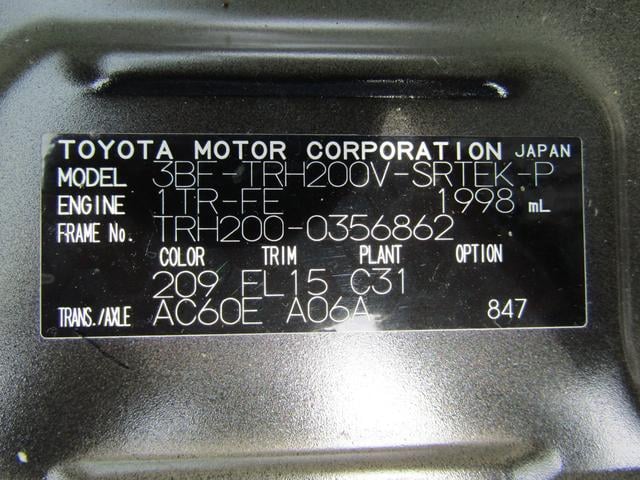 TOYOTA MOTOR CORPORATION JAPAN
MODEL 3BF-TRH200V-SRTEK-P
ENGINE 1TR-FE 1998 mL
FRAME No. TRH200-0356862
COLOR TRIM PLANT OPTION
209 FL15 C31
TRANS./AXLE AC60E A06A 847